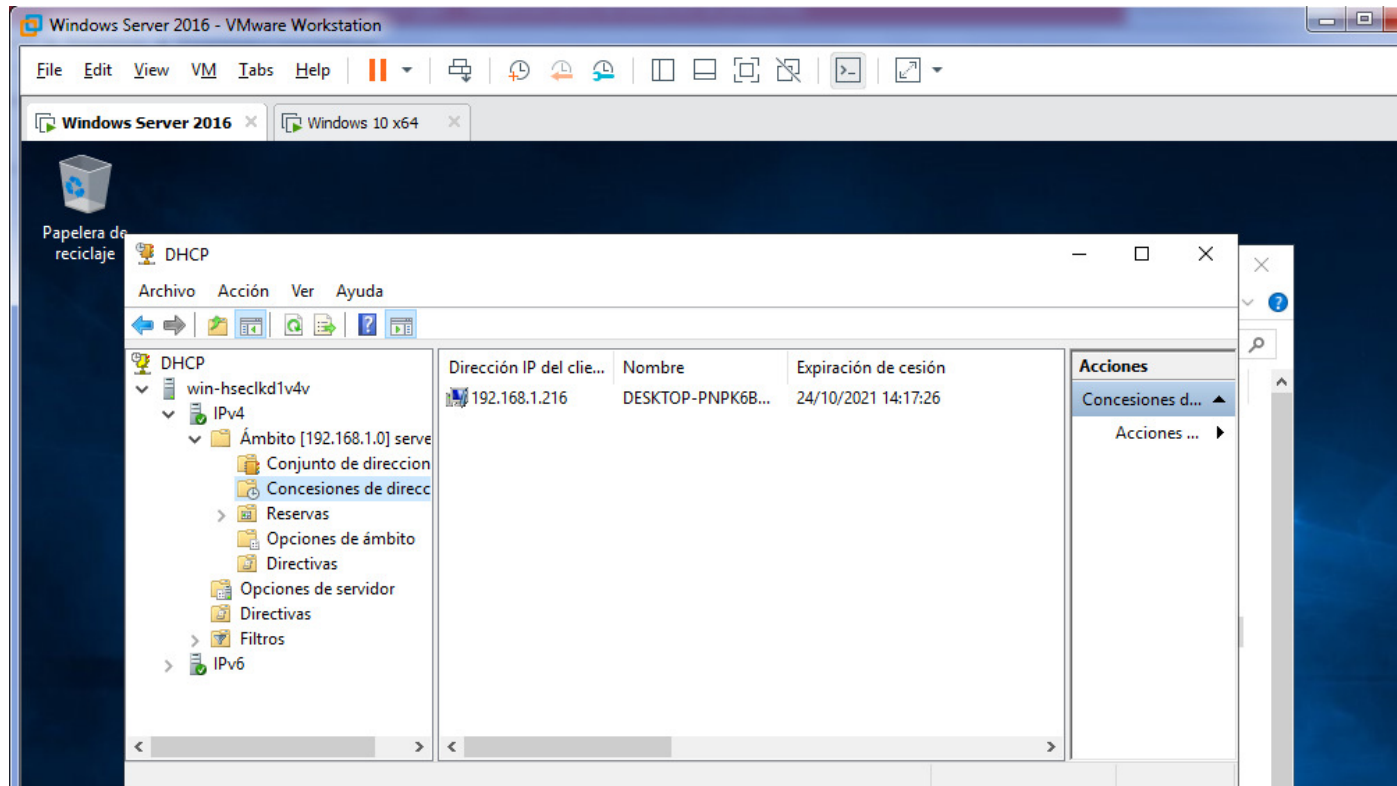 Windows Server 2016 - VMware Workstation
File Edit View VM Tabs Help
Windows Server 2016 Windows 10 x64
Papelera de
reciclaje
DHCP
Archivo Acción Ver Ayuda
DHCP
win-hseclkd1v4v
IPv4
Ámbito [192.168.1.0] serve
Conjunto de direccion
Concesiones de direcc
Reservas
Opciones de ámbito
Directivas
Opciones de servidor
Directivas
Filtros
IPv6
Dirección IP del clie... Nombre Expiración de cesión
192.168.1.216 DESKTOP-PNPK6B... 24/10/2021 14:17:26
Acciones
Concesiones d...
Acciones ...